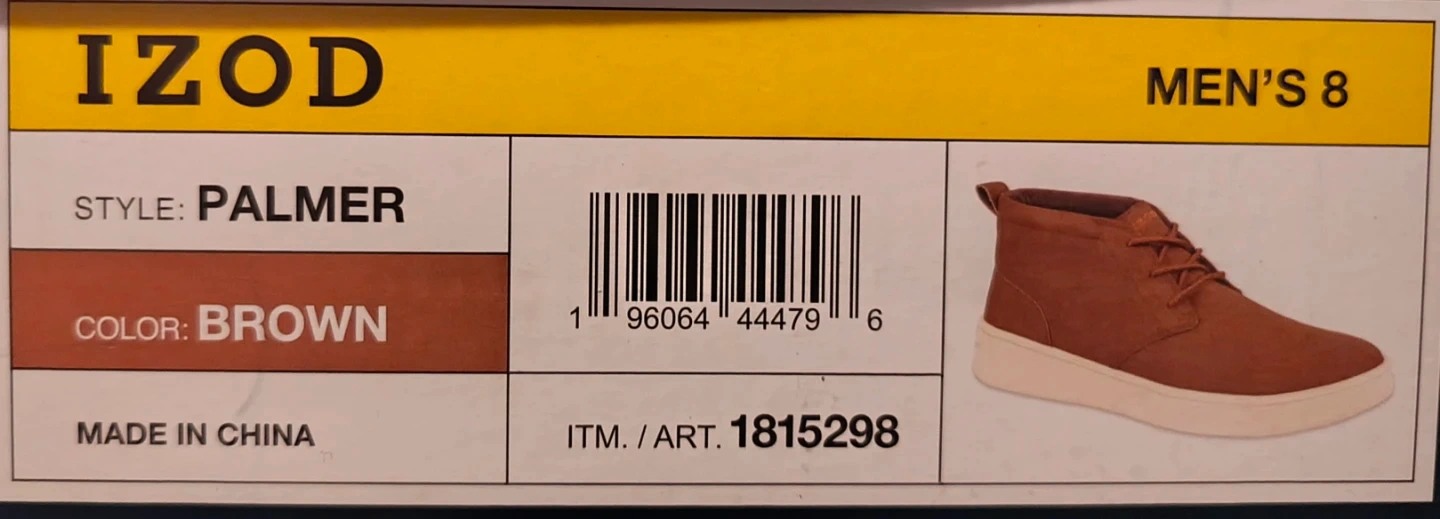 IZOD
MEN'S 8
STYLE: PALMER
COLOR: BROWN
MADE IN CHINA
1 96064 44479 6
ITM. / ART. 1815298